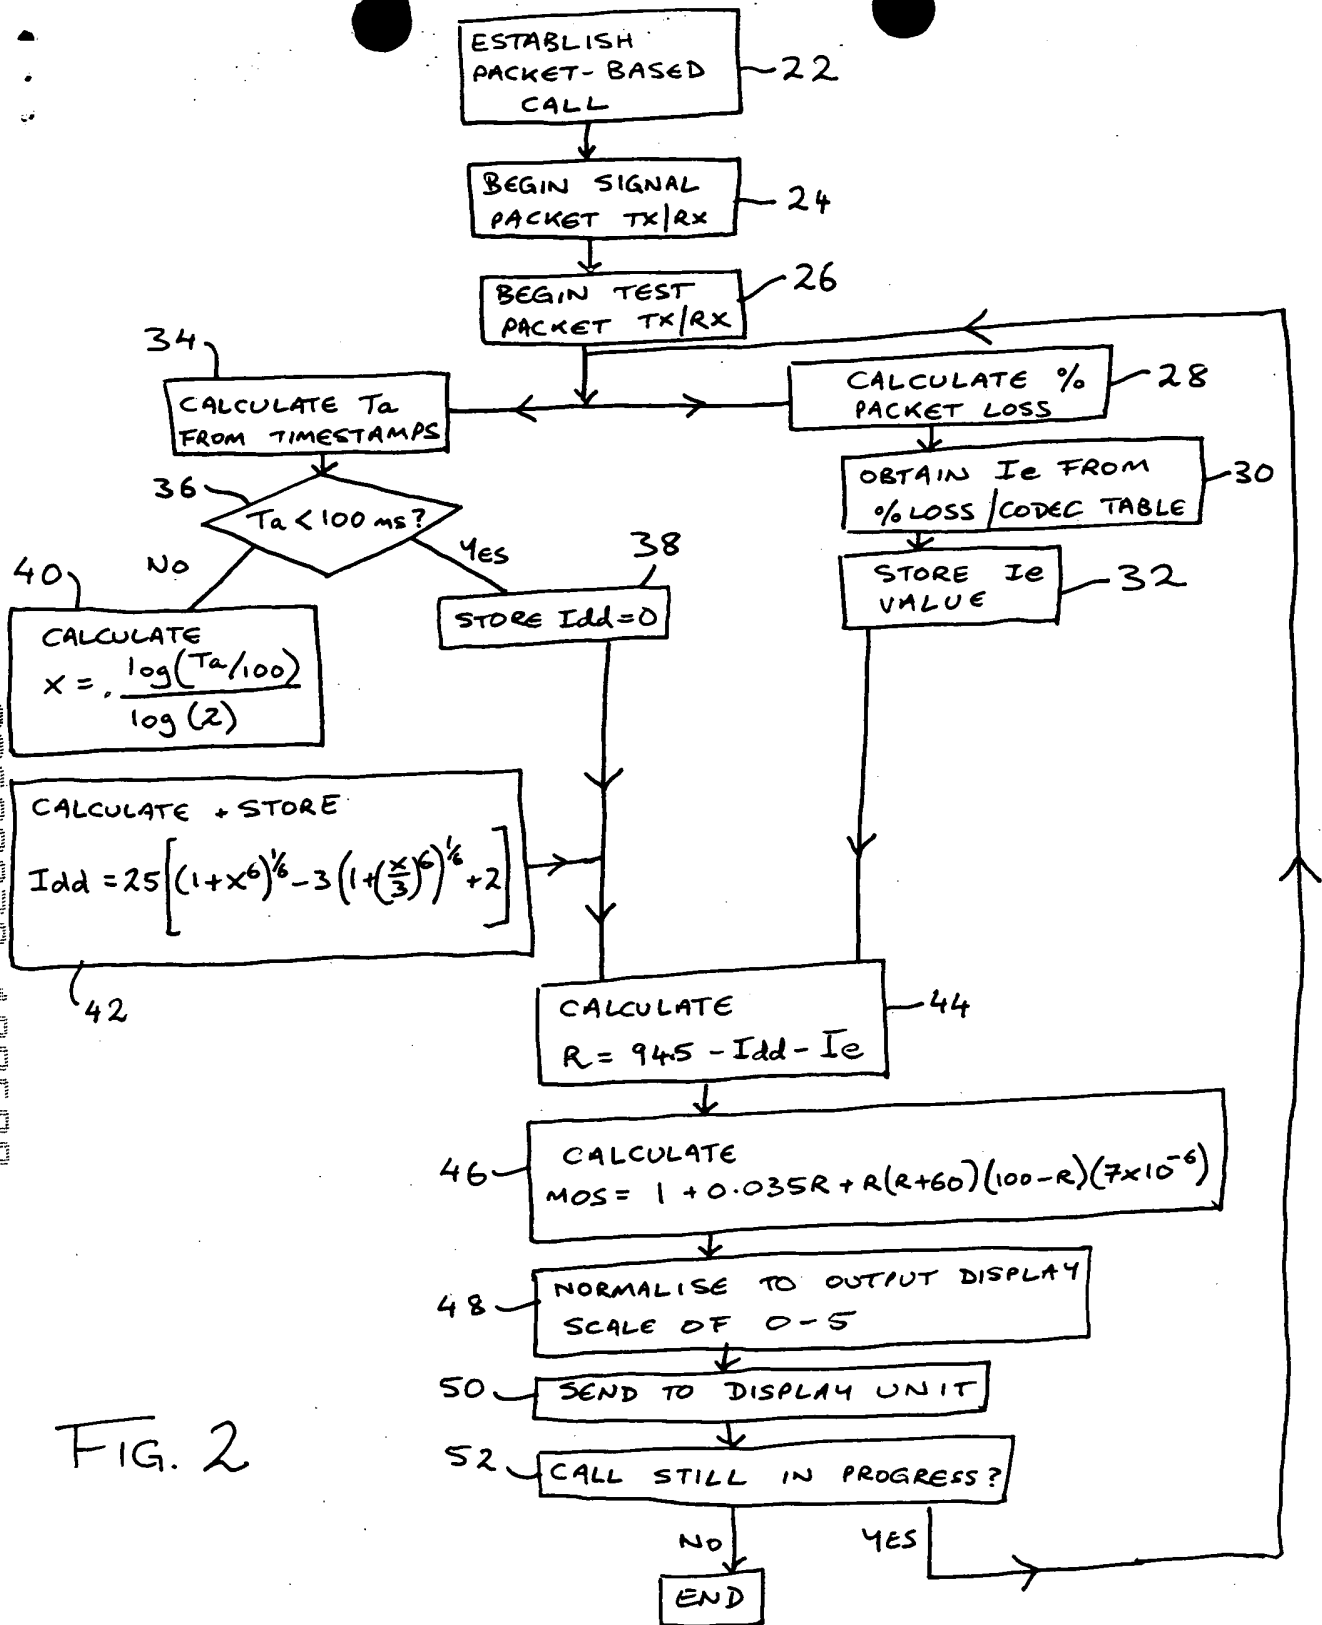 ESTABLISH
PACKET-BASED
CALL
22
BEGIN SIGNAL
PACKET TX/RX
24
BEGIN TEST
PACKET TX/RX
26
34
CALCULATE Ta
FROM TIMESTAMPS
CALCULATE %
PACKET LOSS
28
36
Ta < 100 ms?
OBTAIN Ie FROM
% LOSS / CODEC TABLE
30
NO
YES
38
STORE Idd = 0
STORE Ie
VALUE
32
40
CALCULATE
x = log(Ta/100)
log (2)
CALCULATE + STORE
Idd = 25[(1+x^6)^1/6 - 3(1+(x/3)^6)^1/6 + 2]
42
CALCULATE
R = 94.5 - Idd - Ie
44
46
CALCULATE
MOS = 1 + 0.035R + R(R+60)(100-R)(7x10^-6)
48
NORMALISE TO OUTPUT DISPLAY
SCALE OF 0-5
50
SEND TO DISPLAY UNIT
52
CALL STILL IN PROGRESS?
NO
YES
END
FIG. 2